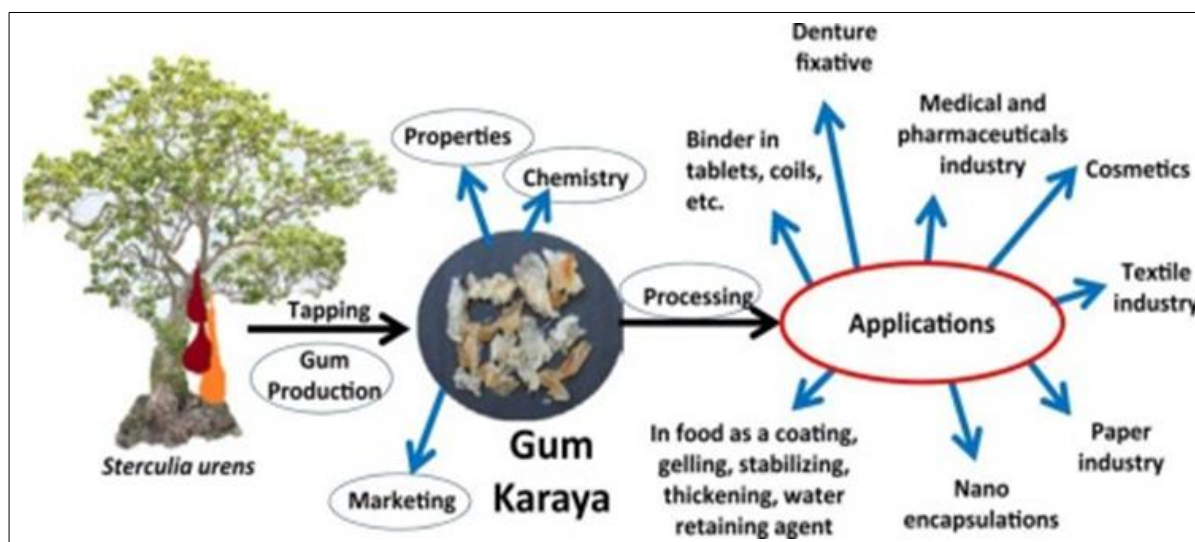 Sterculia urens
Tapping
Gum
Production
Properties
Chemistry
Marketing
Gum
Karaya
Processing
Applications
Binder in
tablets, coils,
etc.
Denture
fixative
Medical and
pharmaceuticals
industry
Cosmetics
Textile
industry
Paper
industry
Nano
encapsulations
In food as a coating,
gelling, stabilizing,
thickening, water
retaining agent